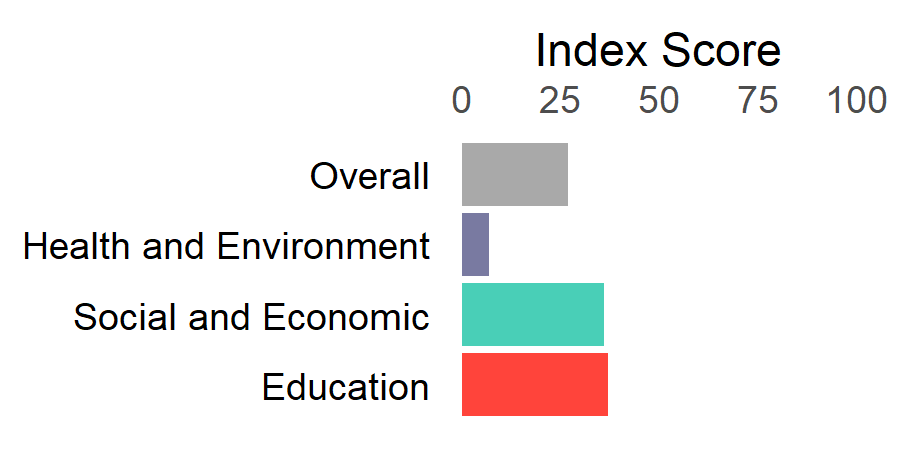 Index Score
0 25 50 75 100
Overall
Health and Environment
Social and Economic
Education